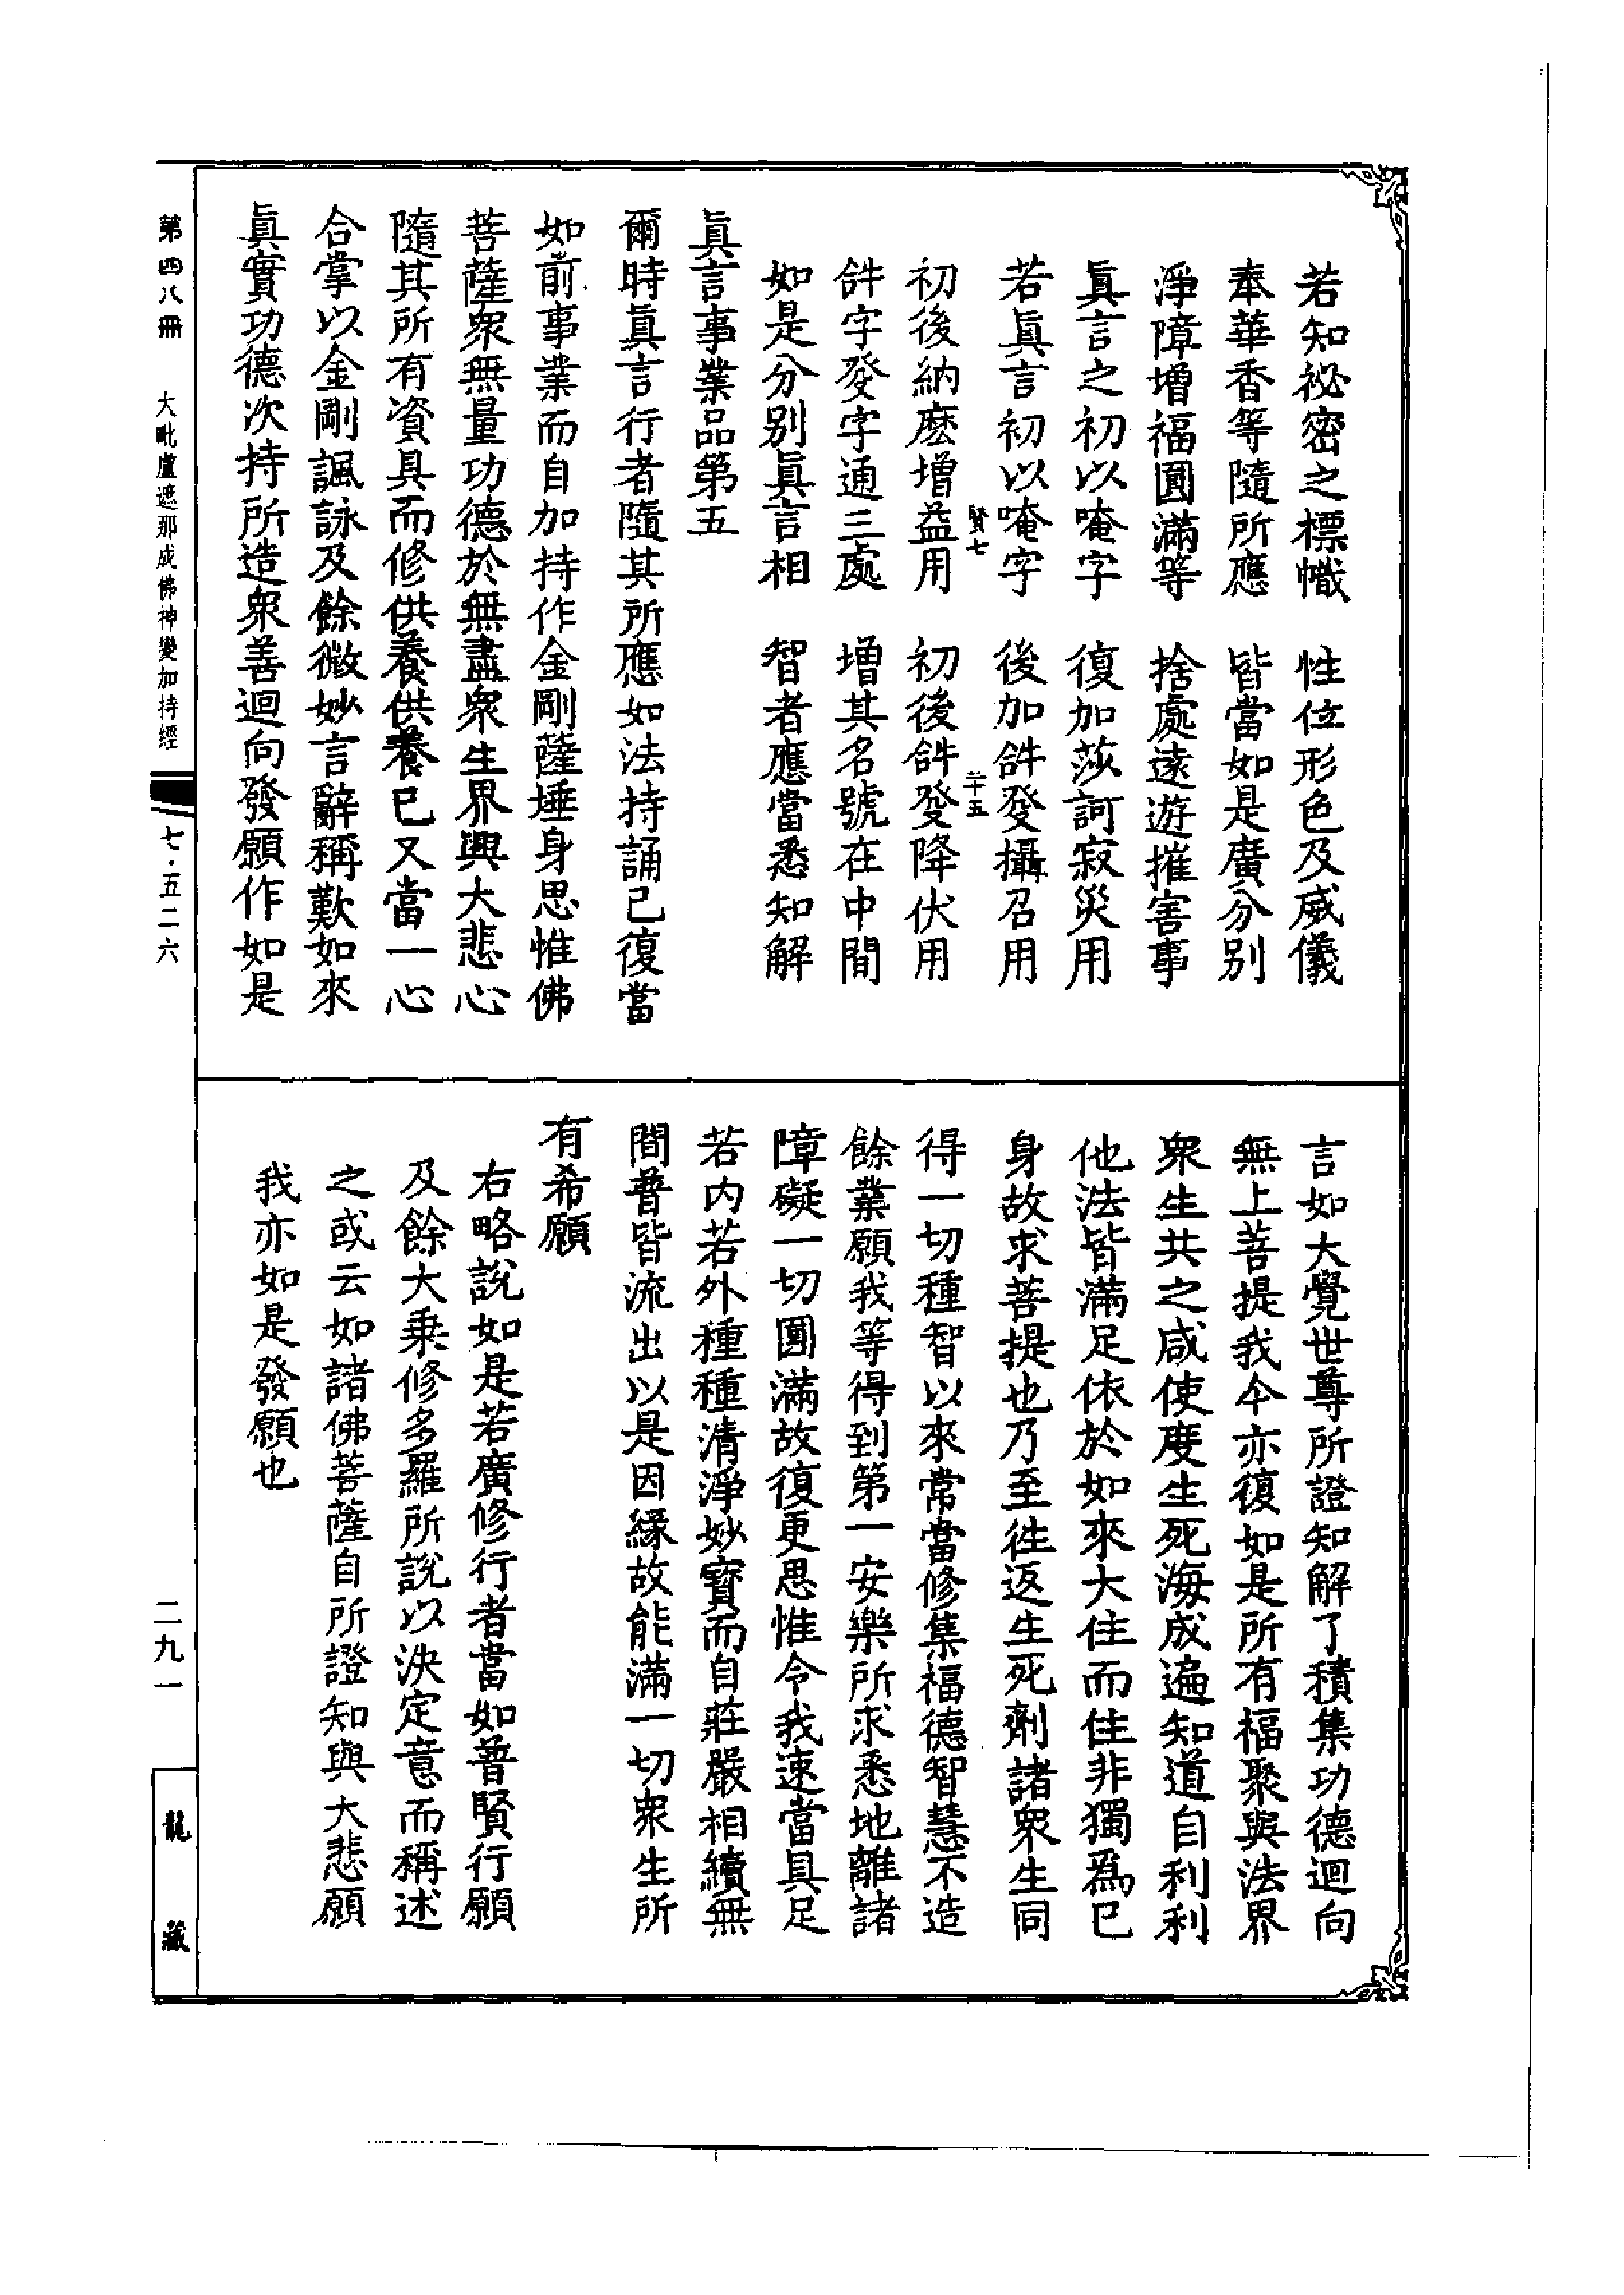 若知祕密之標幟　性位形色及威儀
奉華香等隨所應　皆當如是廣分別
淨障增福圓滿等　捨處遠遊摧害事
眞言之初以唵字　復加莎訶寂災用
若眞言初以唵字　後加𤙖發攝召用
賢七　二十五
初後納麽增益用　初後𤙖發降伏用
𤙖字發字通三處　增其名號在中間
如是分別眞言相　智者應當悉知解
眞言事業品第五
爾時眞言行者隨其所應如法持誦已復當
如前事業而自加持作金剛薩埵身思惟佛
菩薩衆無量功德於無盡衆生界興大悲心
隨其所有資具而修供養供養已又當一心
合掌以金剛諷詠及餘微妙言辭稱歎如來
眞實功德次持所造衆善迴向發願作如是
言如大覺世尊所證知解了積集功德迴向
無上菩提我今亦復如是所有福聚與法界
衆生共之咸使度生死海成遍知道自利利
他法皆滿足依於如來大住而住非獨爲已
身故求菩提也乃至往返生死劑諸衆生同
得一切種智以來常當修集福德智慧不造
餘業願我等得到第一安樂所求悉地離諸
障礙一切圓滿故復更思惟令我速當具足
若内若外種種清淨妙寶而自莊嚴相續無
間普皆流出以是因緣故能滿一切衆生所
有希願
右略說如是若廣修行者當如普賢行願
及餘大乘修多羅所說以決定意而稱述
之或云如諸佛菩薩自所證知與大悲願
我亦如是發願也
第四八冊　大毗盧遮那成佛神變加持經
七·五二六
二九一
龍藏